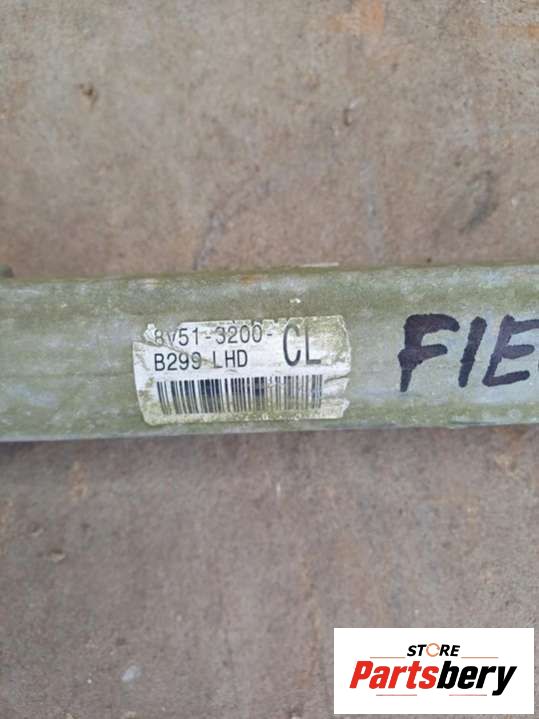 8V51-3200-
B299 LHD
CL
FIE
STORE
Partsbery